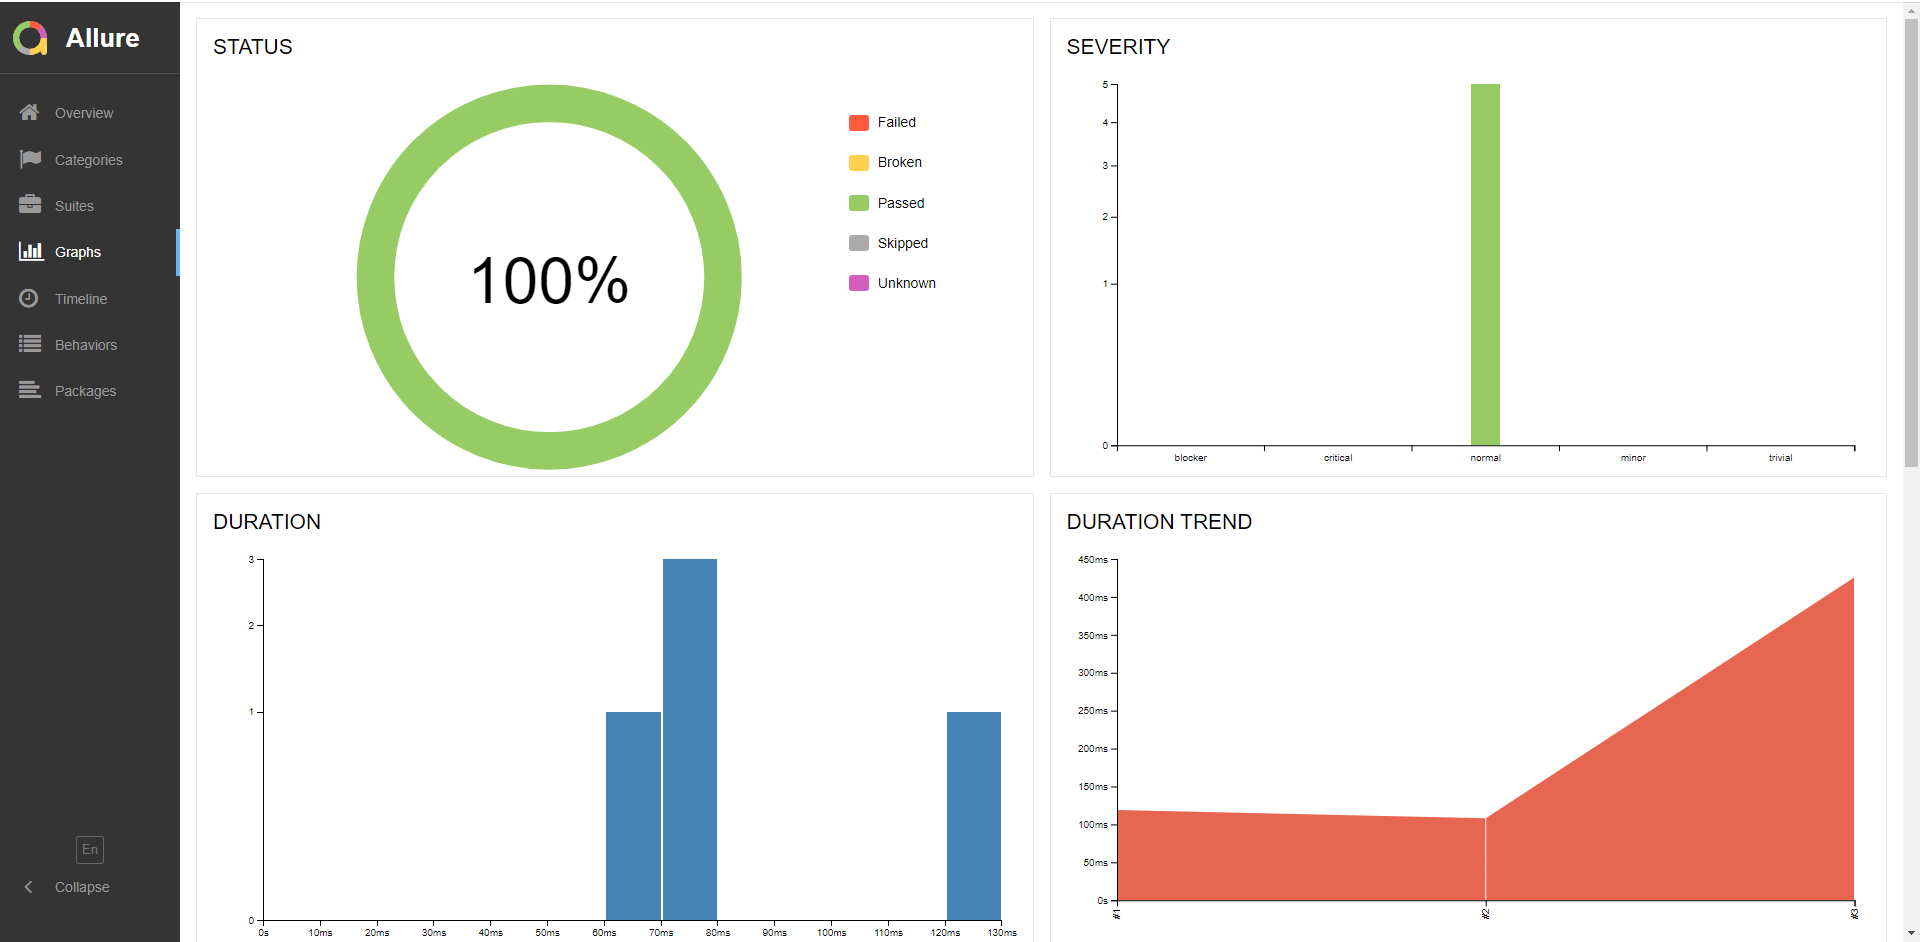 Allure
Overview
Categories
Suites
Graphs
Timeline
Behaviors
Packages
En
Collapse
STATUS
100%
Failed
Broken
Passed
Skipped
Unknown
SEVERITY
5
4
3
2
1
0
blocker critical normal minor trivial
DURATION
3
2
1
0
0s 10ms 20ms 30ms 40ms 50ms 60ms 70ms 80ms 90ms 100ms 110ms 120ms 130ms
DURATION TREND
450ms
400ms
350ms
300ms
250ms
200ms
150ms
100ms
50ms
0s
#1 #2 #3